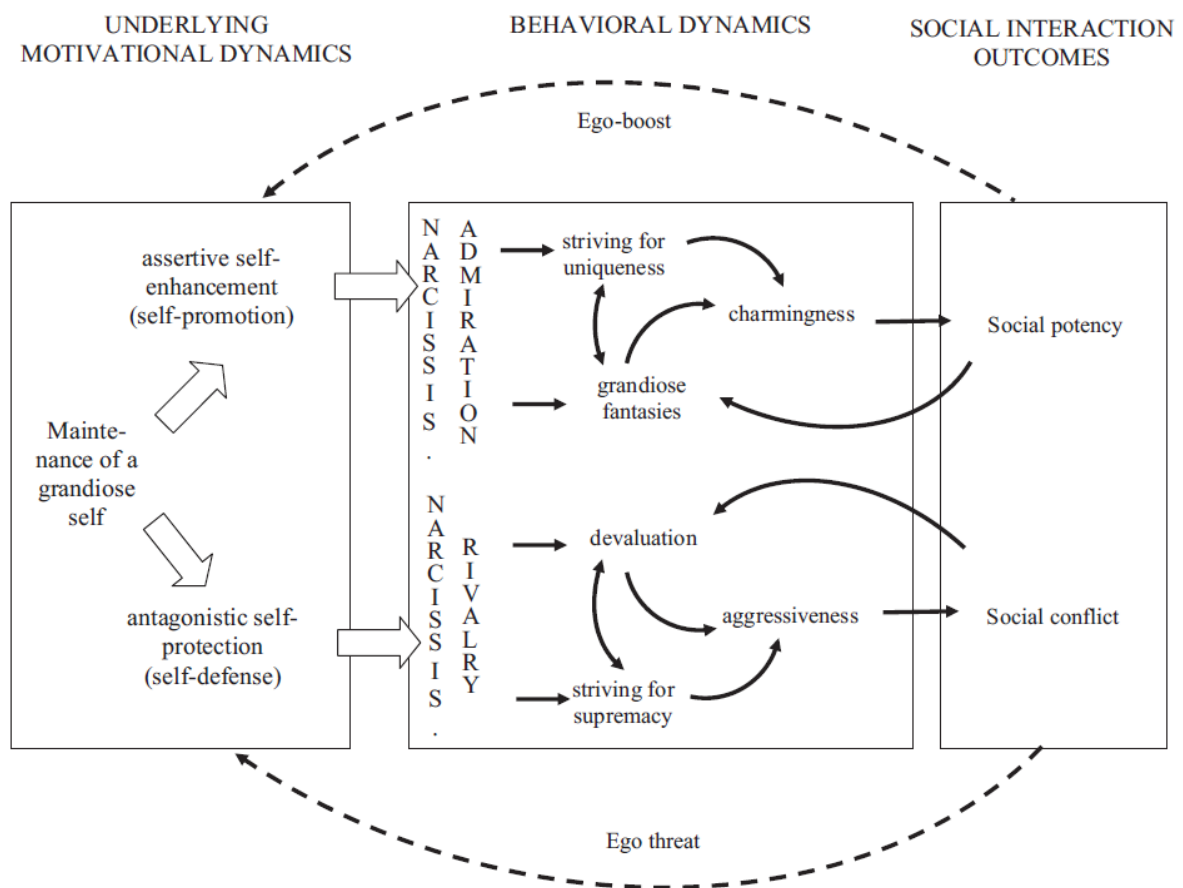 UNDERLYING
MOTIVATIONAL DYNAMICS
BEHAVIORAL DYNAMICS
SOCIAL INTERACTION
OUTCOMES
Ego-boost
assertive self-
enhancement
(self-promotion)
Mainte-
nance of a
grandiose
self
antagonistic self-
protection
(self-defense)
NARCISSIS.
ADMIRATION
striving for
uniqueness
charmingness
grandiose
fantasies
NARCISSIS.
RIVALRY
devaluation
aggressiveness
striving for
supremacy
Social potency
Social conflict
Ego threat